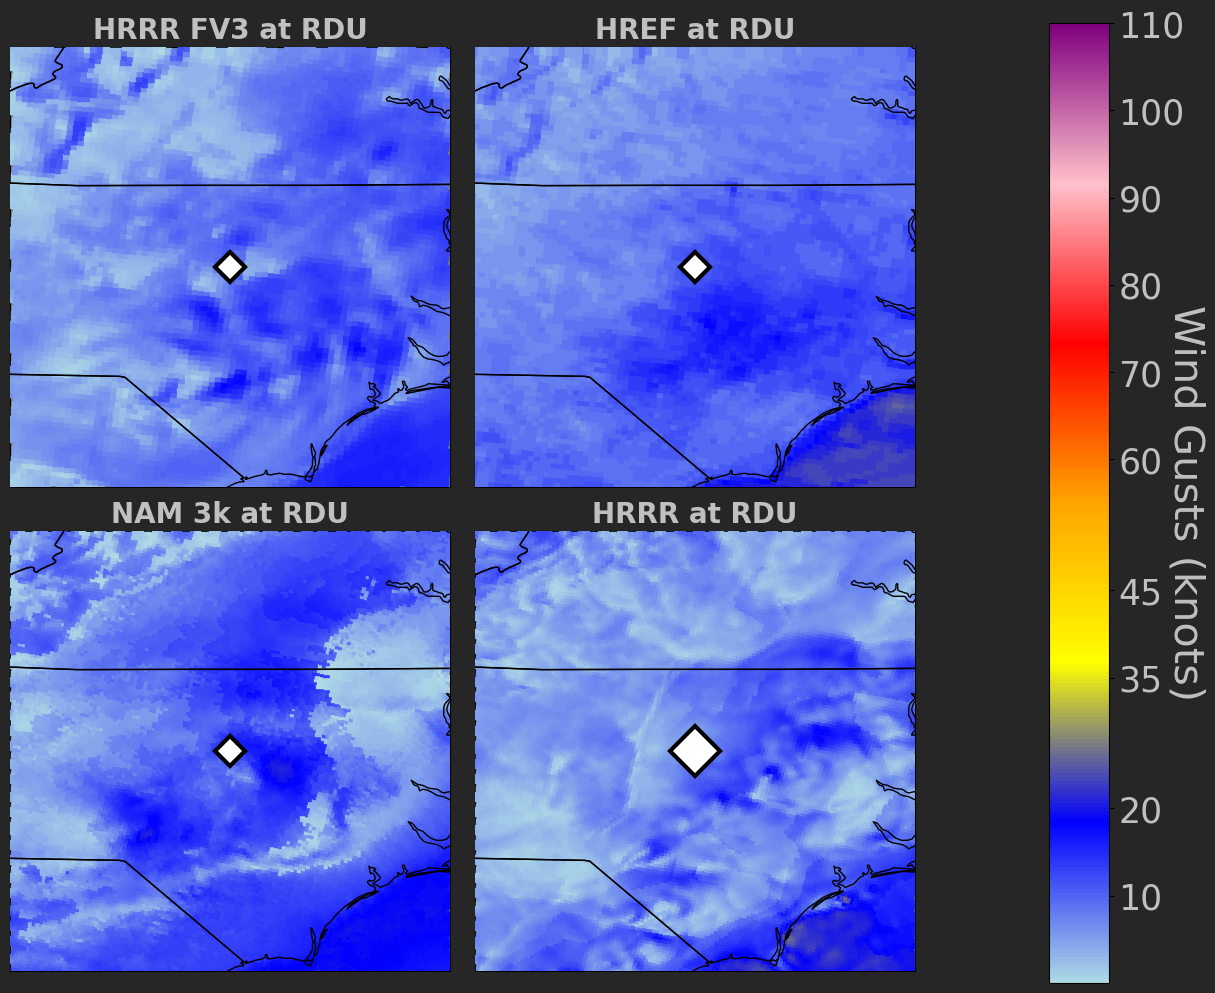 HRRR FV3 at RDU
HREF at RDU
NAM 3k at RDU
HRRR at RDU
110
100
90
80
70
60
45
35
20
10
Wind Gusts (knots)